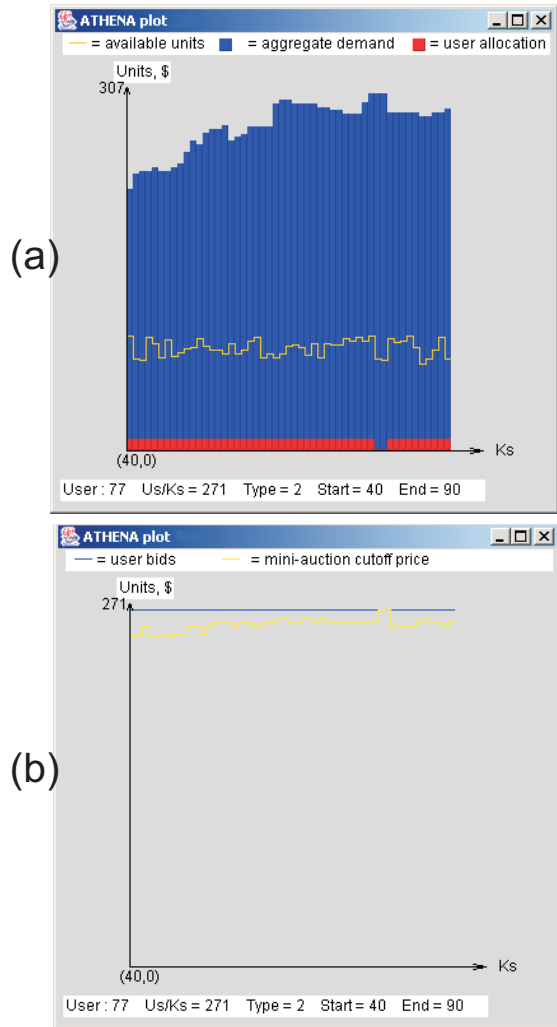 ATHENA plot
= available units = aggregate demand = user allocation
Units, $
307
(a)
Ks
(40,0)
User : 77 Us/Ks = 271 Type = 2 Start = 40 End = 90
ATHENA plot
= user bids = mini-auction cutoff price
Units, $
271
(b)
Ks
(40,0)
User : 77 Us/Ks = 271 Type = 2 Start = 40 End = 90